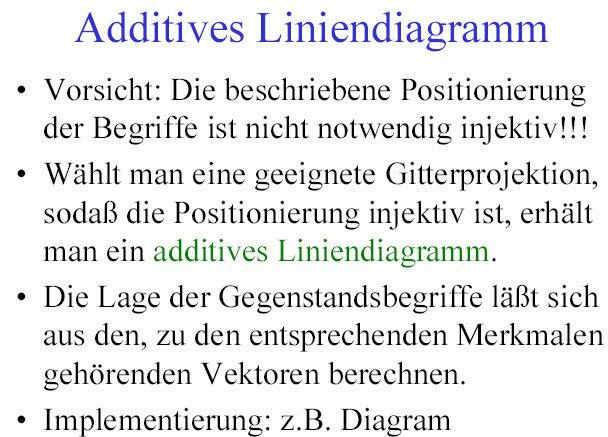 Additives Liniendiagramm
• Vorsicht: Die beschriebene Positionierung
der Begriffe ist nicht notwendig injektiv!!!
• Wählt man eine geeignete Gitterprojektion,
sodaß die Positionierung injektiv ist, erhält
man ein additives Liniendiagramm.
• Die Lage der Gegenstandsbegriffe läßt sich
aus den, zu den entsprechenden Merkmalen
gehörenden Vektoren berechnen.
• Implementierung: z.B. Diagram